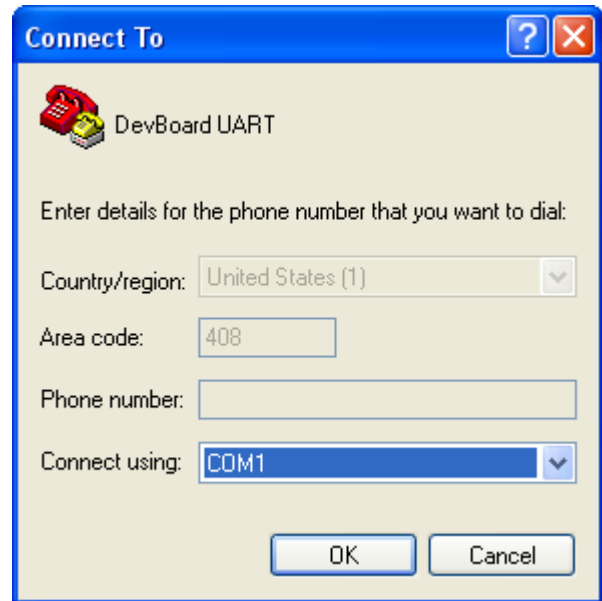 Connect To
DevBoard UART
Enter details for the phone number that you want to dial:
Country/region: United States (1)
Area code: 408
Phone number:
Connect using: COM1
OK Cancel